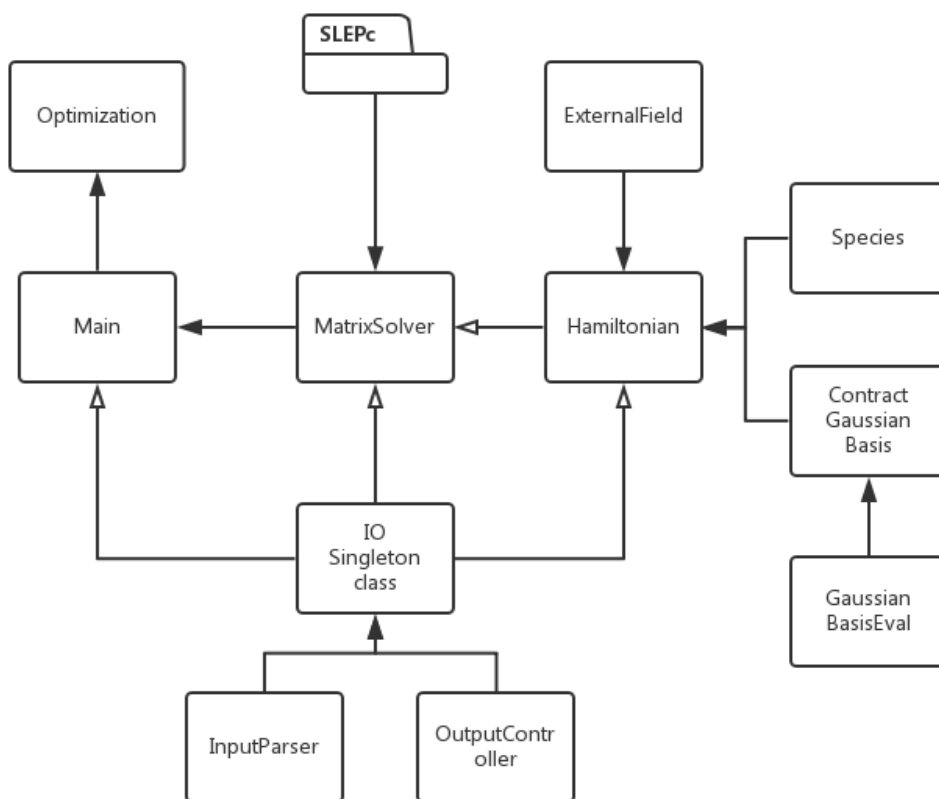 SLEPc
Optimization
ExternalField
Species
Main
MatrixSolver
Hamiltonian
Contract
Gaussian
Basis
IO
Singleton
class
Gaussian
BasisEval
InputParser
OutputContr
oller